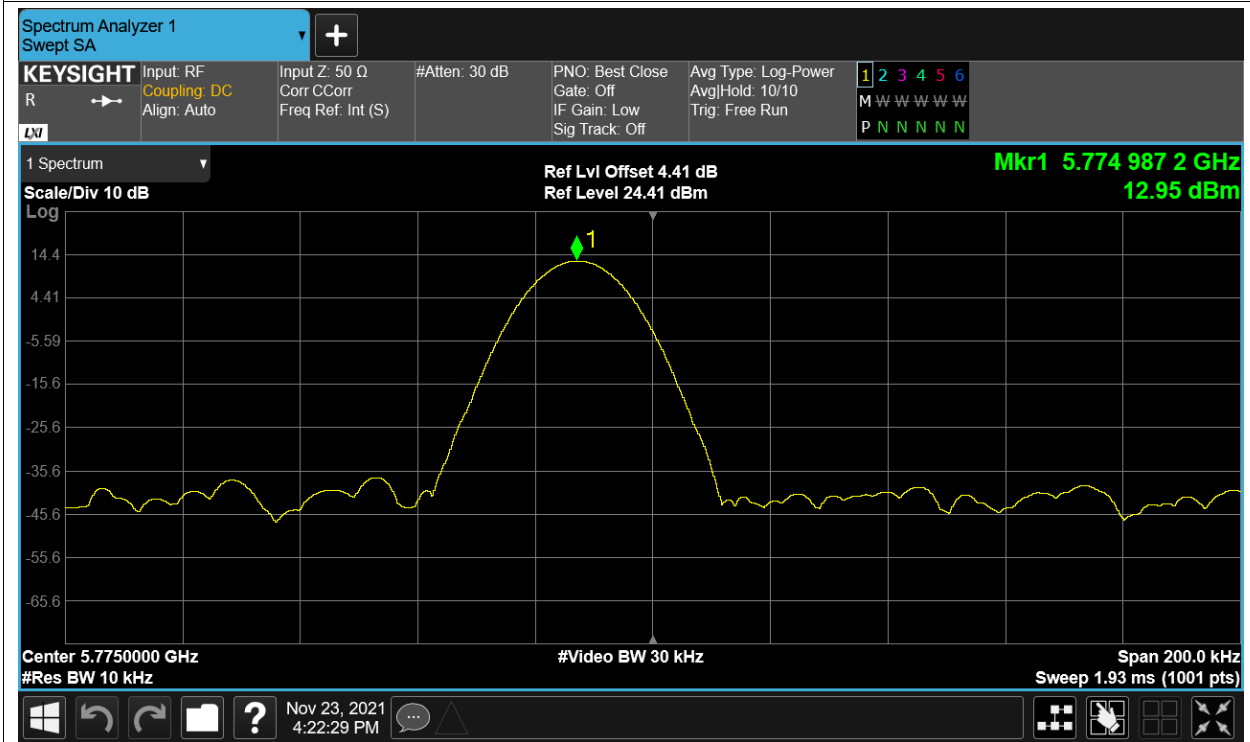 Spectrum Analyzer 1
Swept SA
+
KEYSIGHT
R
LXI
Input: RF
Coupling: DC
Align: Auto
Input Z: 50 Ω
Corr CCorr
Freq Ref: Int (S)
#Atten: 30 dB
PNO: Best Close
Gate: Off
IF Gain: Low
Sig Track: Off
Avg Type: Log-Power
Avg|Hold: 10/10
Trig: Free Run
1 2 3 4 5 6
M W W W W W
P N N N N N
1 Spectrum
Scale/Div 10 dB
Log
Ref Lvl Offset 4.41 dB
Ref Level 24.41 dBm
Mkr1 5.774 987 2 GHz
12.95 dBm
1
14.4
4.41
-5.59
-15.6
-25.6
-35.6
-45.6
-55.6
-65.6
Center 5.7750000 GHz
#Res BW 10 kHz
#Video BW 30 kHz
Span 200.0 kHz
Sweep 1.93 ms (1001 pts)
?
Nov 23, 2021
4:22:29 PM